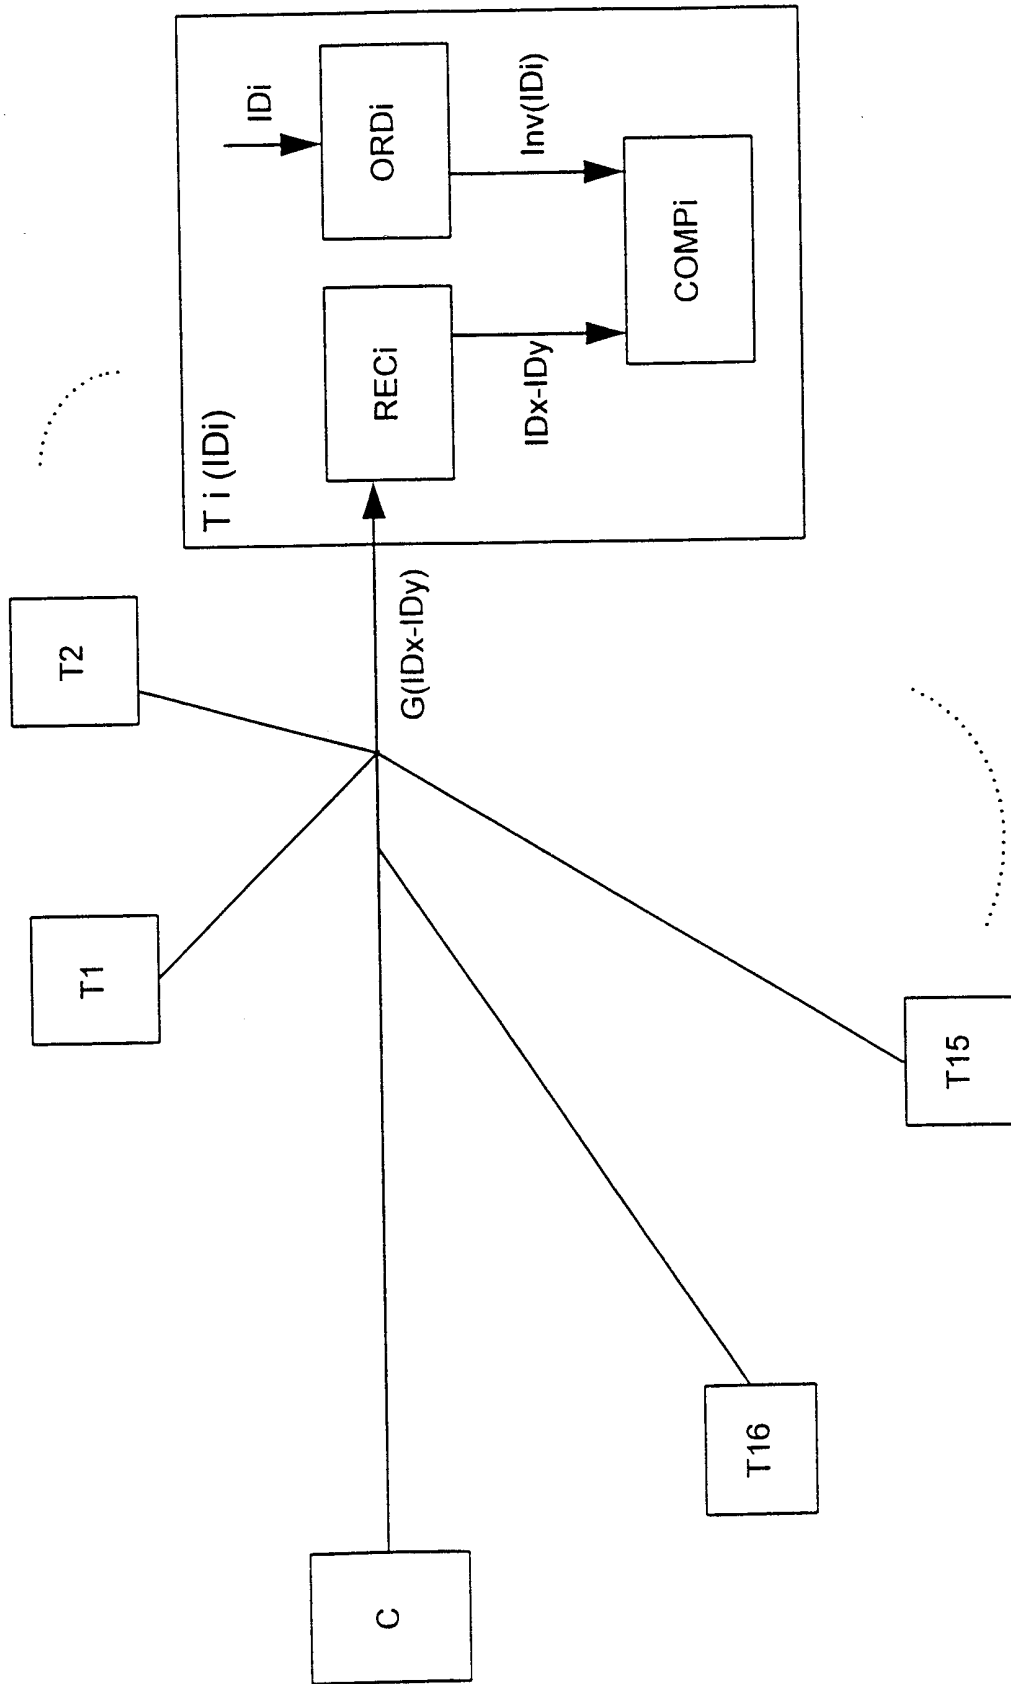 T1
T2
T i (IDi)
IDi
ORDi
RECi
Inv(IDi)
IDx-IDy
COMPi
G(IDx-IDy)
C
T16
T15